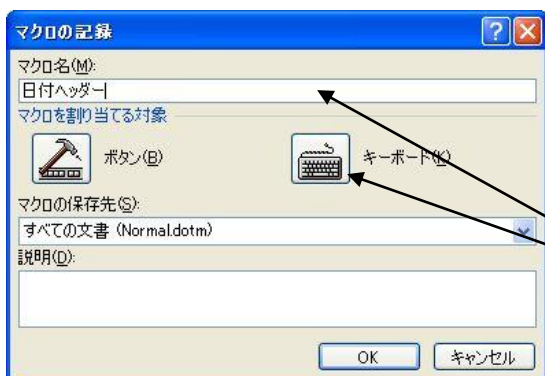 マクロの記録
マクロ名(M):
日付ヘッダー
マクロを割り当てる対象
ボタン(B)
キーボード(K)
マクロの保存先(S):
すべての文書 (Normal.dotm)
説明(D):
OK
キャンセル